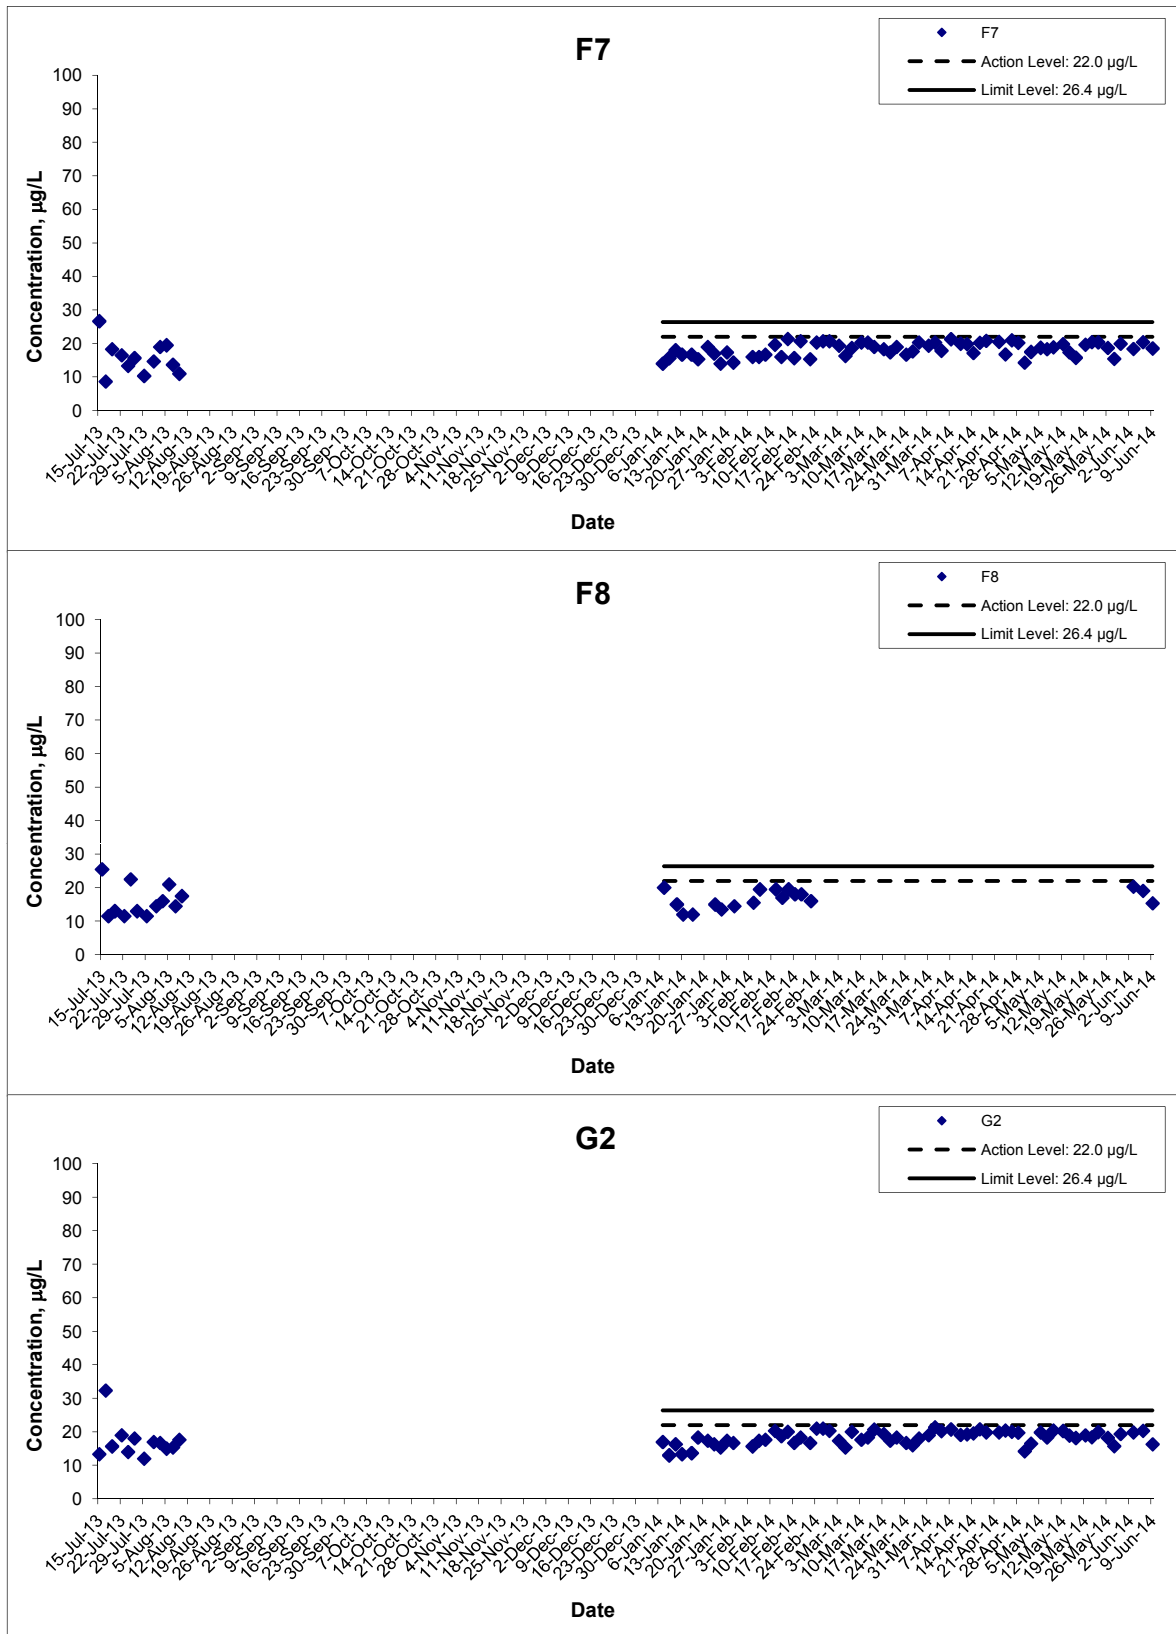 F7
F7
Action Level: 22.0 µg/L
Limit Level: 26.4 µg/L
Concentration, µg/L
100
90
80
70
60
50
40
30
20
10
0
15-Jul-13
22-Jul-13
29-Jul-13
5-Aug-13
12-Aug-13
19-Aug-13
26-Aug-13
2-Sep-13
9-Sep-13
16-Sep-13
23-Sep-13
30-Sep-13
7-Oct-13
14-Oct-13
21-Oct-13
28-Oct-13
4-Nov-13
11-Nov-13
18-Nov-13
25-Nov-13
2-Dec-13
9-Dec-13
16-Dec-13
23-Dec-13
30-Dec-13
6-Jan-14
13-Jan-14
20-Jan-14
27-Jan-14
3-Feb-14
10-Feb-14
17-Feb-14
24-Feb-14
3-Mar-14
10-Mar-14
17-Mar-14
24-Mar-14
31-Mar-14
7-Apr-14
14-Apr-14
21-Apr-14
28-Apr-14
5-May-14
12-May-14
19-May-14
26-May-14
2-Jun-14
9-Jun-14
Date
F8
F8
Action Level: 22.0 µg/L
Limit Level: 26.4 µg/L
Concentration, µg/L
100
90
80
70
60
50
40
30
20
10
0
15-Jul-13
22-Jul-13
29-Jul-13
5-Aug-13
12-Aug-13
19-Aug-13
26-Aug-13
2-Sep-13
9-Sep-13
16-Sep-13
23-Sep-13
30-Sep-13
7-Oct-13
14-Oct-13
21-Oct-13
28-Oct-13
4-Nov-13
11-Nov-13
18-Nov-13
25-Nov-13
2-Dec-13
9-Dec-13
16-Dec-13
23-Dec-13
30-Dec-13
6-Jan-14
13-Jan-14
20-Jan-14
27-Jan-14
3-Feb-14
10-Feb-14
17-Feb-14
24-Feb-14
3-Mar-14
10-Mar-14
17-Mar-14
24-Mar-14
31-Mar-14
7-Apr-14
14-Apr-14
21-Apr-14
28-Apr-14
5-May-14
12-May-14
19-May-14
26-May-14
2-Jun-14
9-Jun-14
Date
G2
G2
Action Level: 22.0 µg/L
Limit Level: 26.4 µg/L
Concentration, µg/L
100
90
80
70
60
50
40
30
20
10
0
15-Jul-13
22-Jul-13
29-Jul-13
5-Aug-13
12-Aug-13
19-Aug-13
26-Aug-13
2-Sep-13
9-Sep-13
16-Sep-13
23-Sep-13
30-Sep-13
7-Oct-13
14-Oct-13
21-Oct-13
28-Oct-13
4-Nov-13
11-Nov-13
18-Nov-13
25-Nov-13
2-Dec-13
9-Dec-13
16-Dec-13
23-Dec-13
30-Dec-13
6-Jan-14
13-Jan-14
20-Jan-14
27-Jan-14
3-Feb-14
10-Feb-14
17-Feb-14
24-Feb-14
3-Mar-14
10-Mar-14
17-Mar-14
24-Mar-14
31-Mar-14
7-Apr-14
14-Apr-14
21-Apr-14
28-Apr-14
5-May-14
12-May-14
19-May-14
26-May-14
2-Jun-14
9-Jun-14
Date